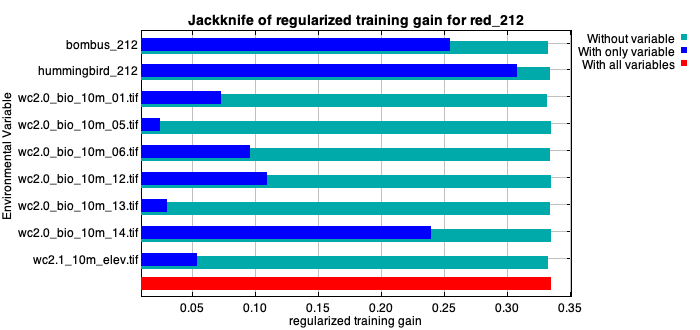 Jackknife of regularized training gain for red_212
Without variable
With only variable
With all variables
Environmental Variable
bombus_212
hummingbird_212
wc2.0_bio_10m_01.tif
wc2.0_bio_10m_05.tif
wc2.0_bio_10m_06.tif
wc2.0_bio_10m_12.tif
wc2.0_bio_10m_13.tif
wc2.0_bio_10m_14.tif
wc2.1_10m_elev.tif
0.05 0.10 0.15 0.20 0.25 0.30 0.35
regularized training gain